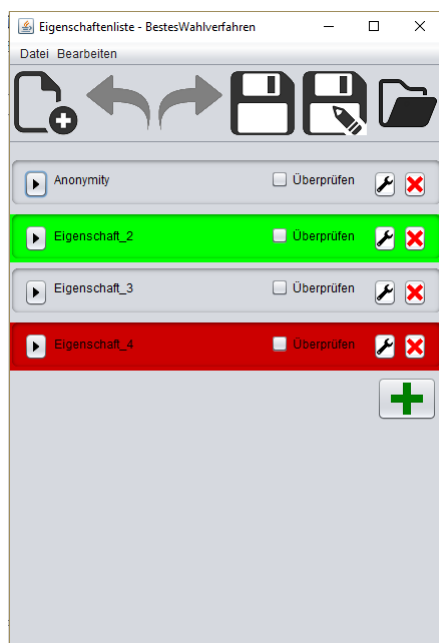 Eigenschaftenliste - BestesWahlverfahren
Datei Bearbeiten
Anonymity Überprüfen
Eigenschaft_2 Überprüfen
Eigenschaft_3 Überprüfen
Eigenschaft_4 Überprüfen